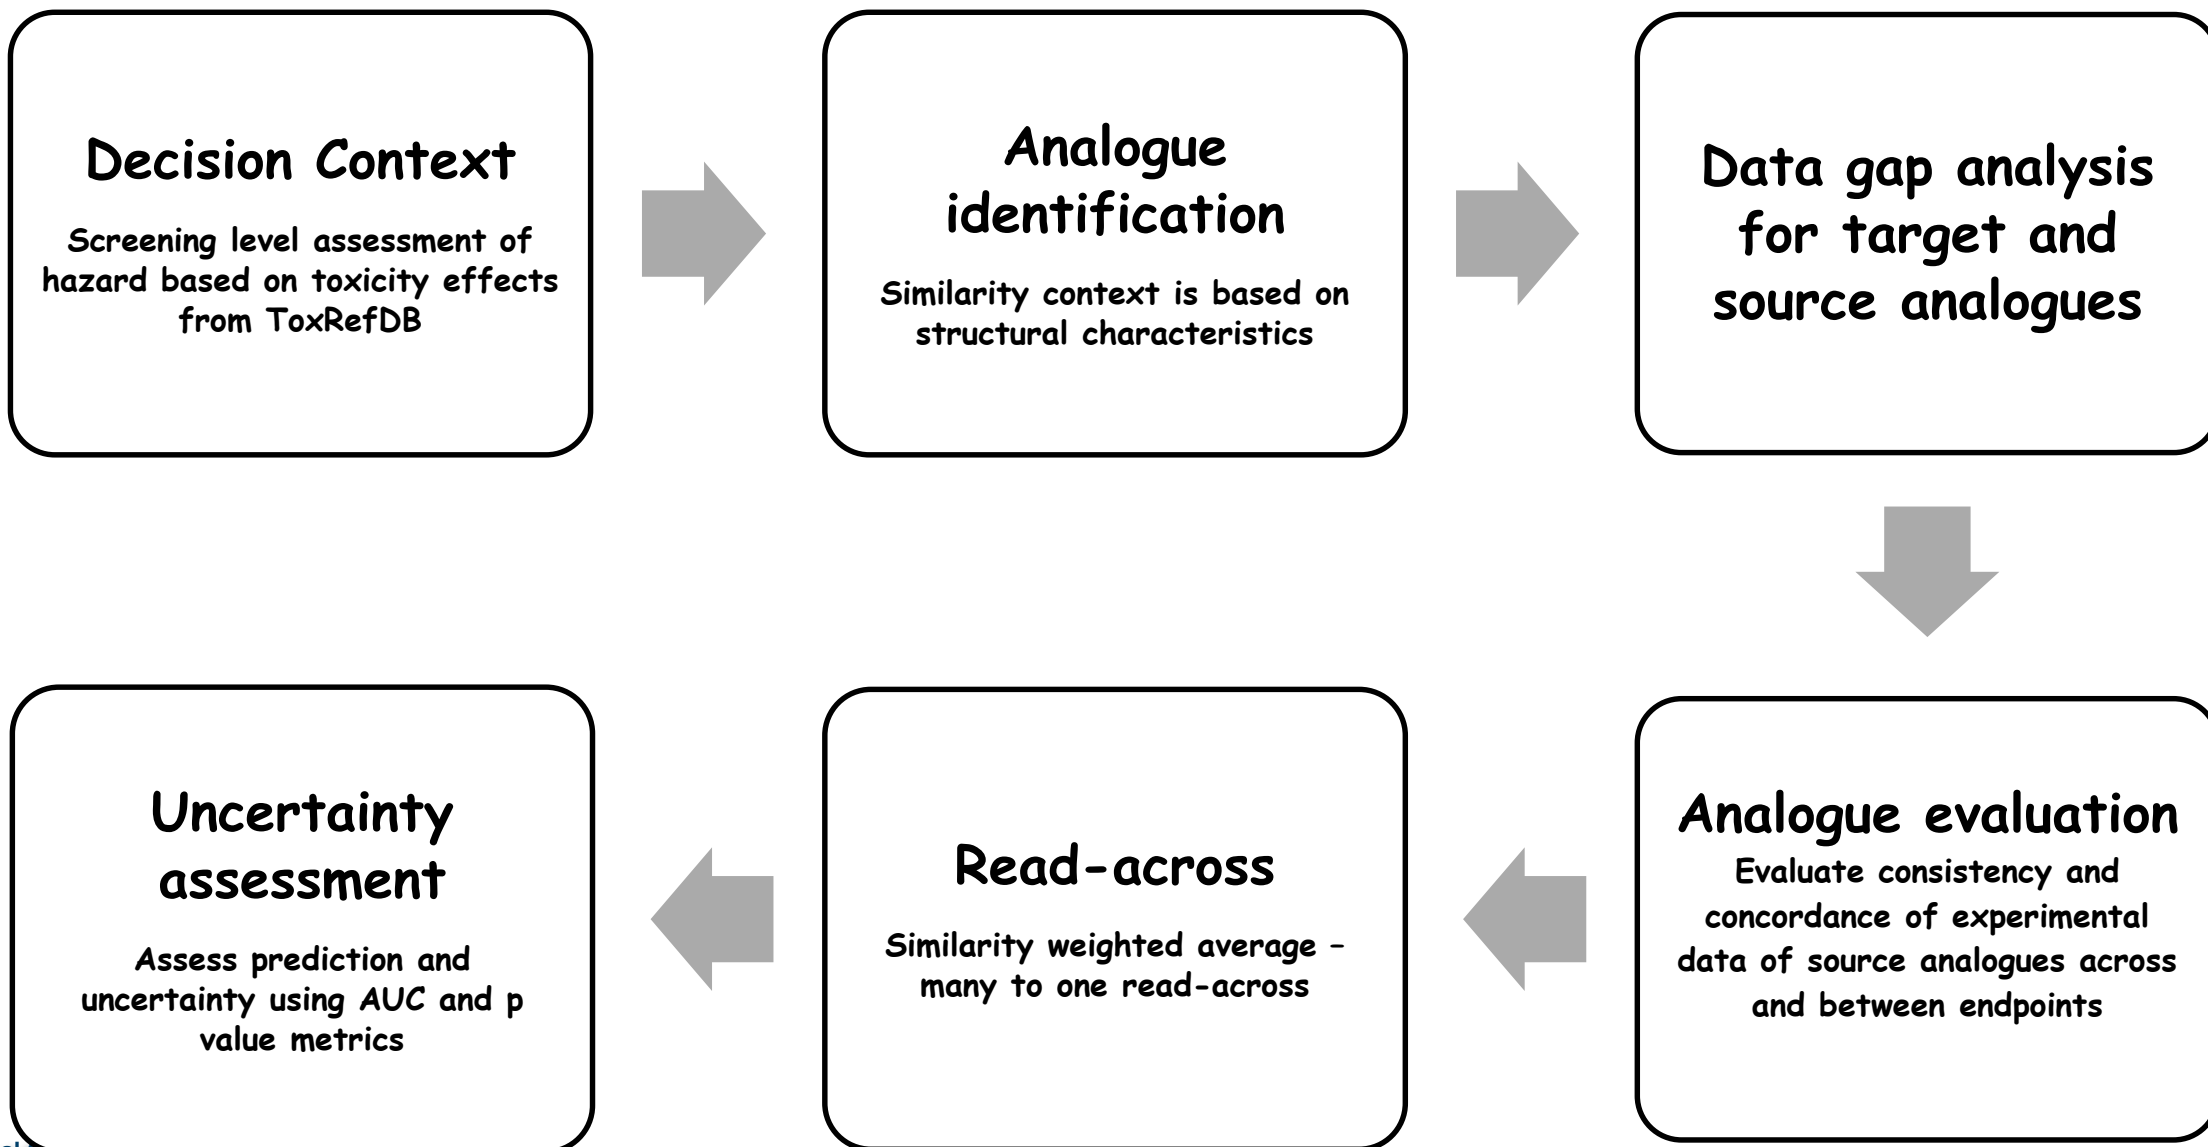 Decision Context
Screening level assessment of
hazard based on toxicity effects
from ToxRefDB
Analogue
identification
Similarity context is based on
structural characteristics
Data gap analysis
for target and
source analogues
Analogue evaluation
Evaluate consistency and
concordance of experimental
data of source analogues across
and between endpoints
Read-across
Similarity weighted average –
many to one read-across
Uncertainty
assessment
Assess prediction and
uncertainty using AUC and p
value metrics